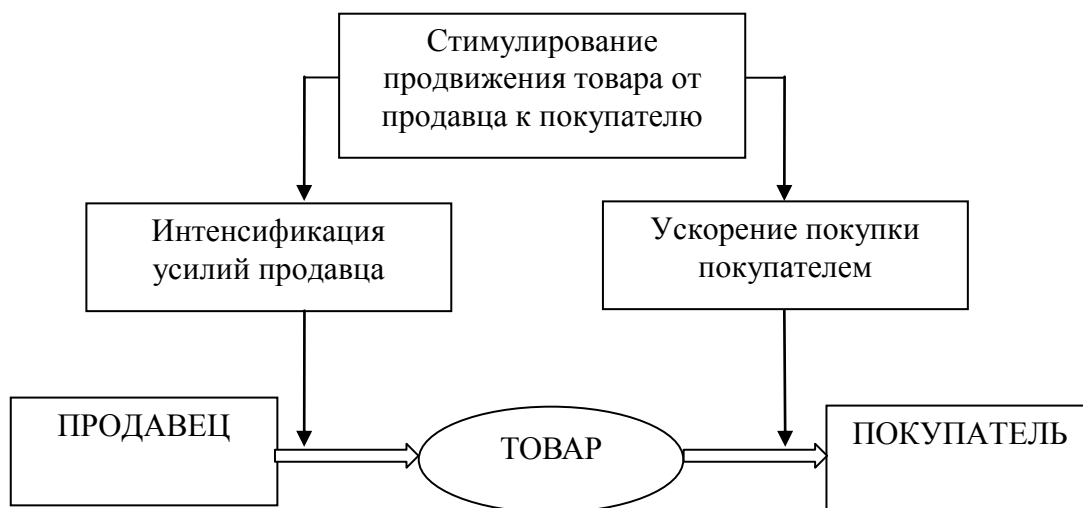 Стимулирование
продвижения товара от
продавца к покупателю
Интенсификация
усилий продавца
Ускорение покупки
покупателем
ПРОДАВЕЦ
ТОВАР
ПОКУПАТЕЛЬ